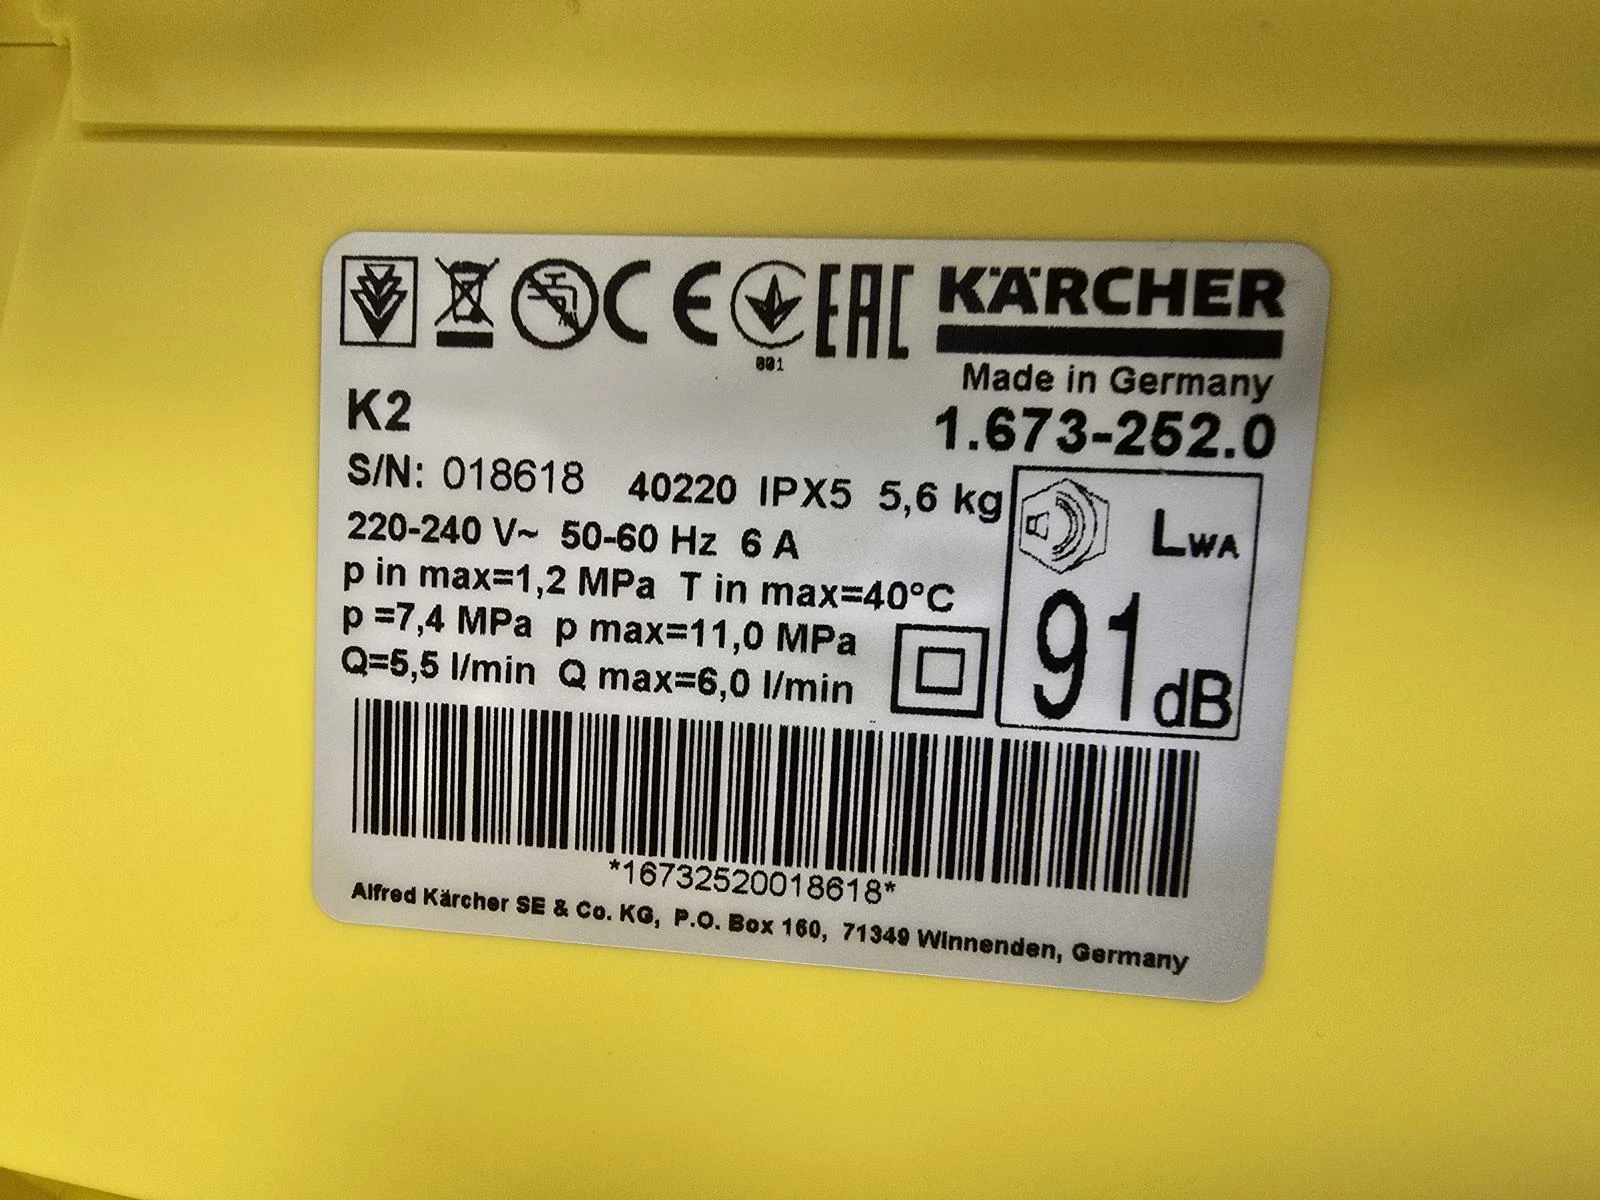 CE
001
EAC
KÄRCHER
Made in Germany
K2
1.673-252.0
S/N: 018618 40220 IPX5 5,6 kg
220-240 V~ 50-60 Hz 6 A
p in max=1,2 MPa T in max=40°C
p =7,4 MPa p max=11,0 MPa
Q=5,5 l/min Q max=6,0 l/min
LWA
91 dB
*16732520018618*
Alfred Kärcher SE & Co. KG, P.O. Box 160, 71349 Winnenden, Germany